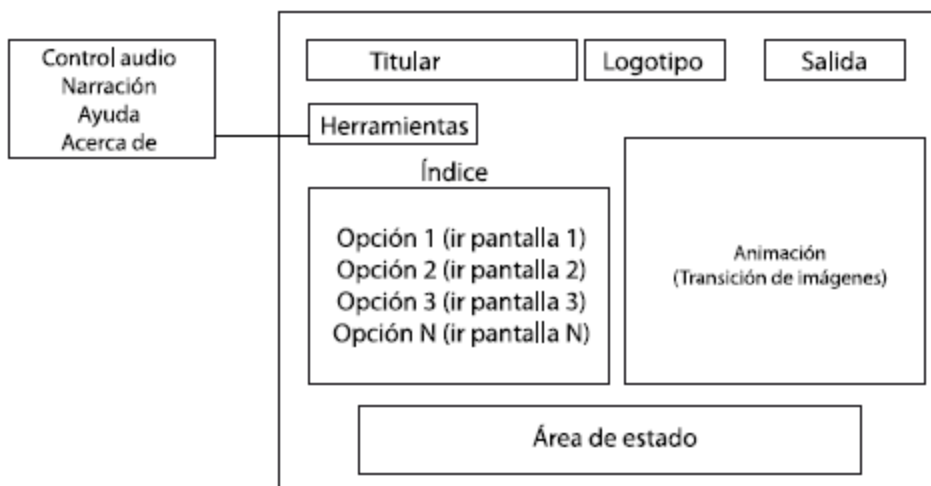 Control audio
Narración
Ayuda
Acerca de
Titular
Logotipo
Salida
Herramientas
Índice
Opción 1 (ir pantalla 1)
Opción 2 (ir pantalla 2)
Opción 3 (ir pantalla 3)
Opción N (ir pantalla N)
Animación
(Transición de imágenes)
Área de estado